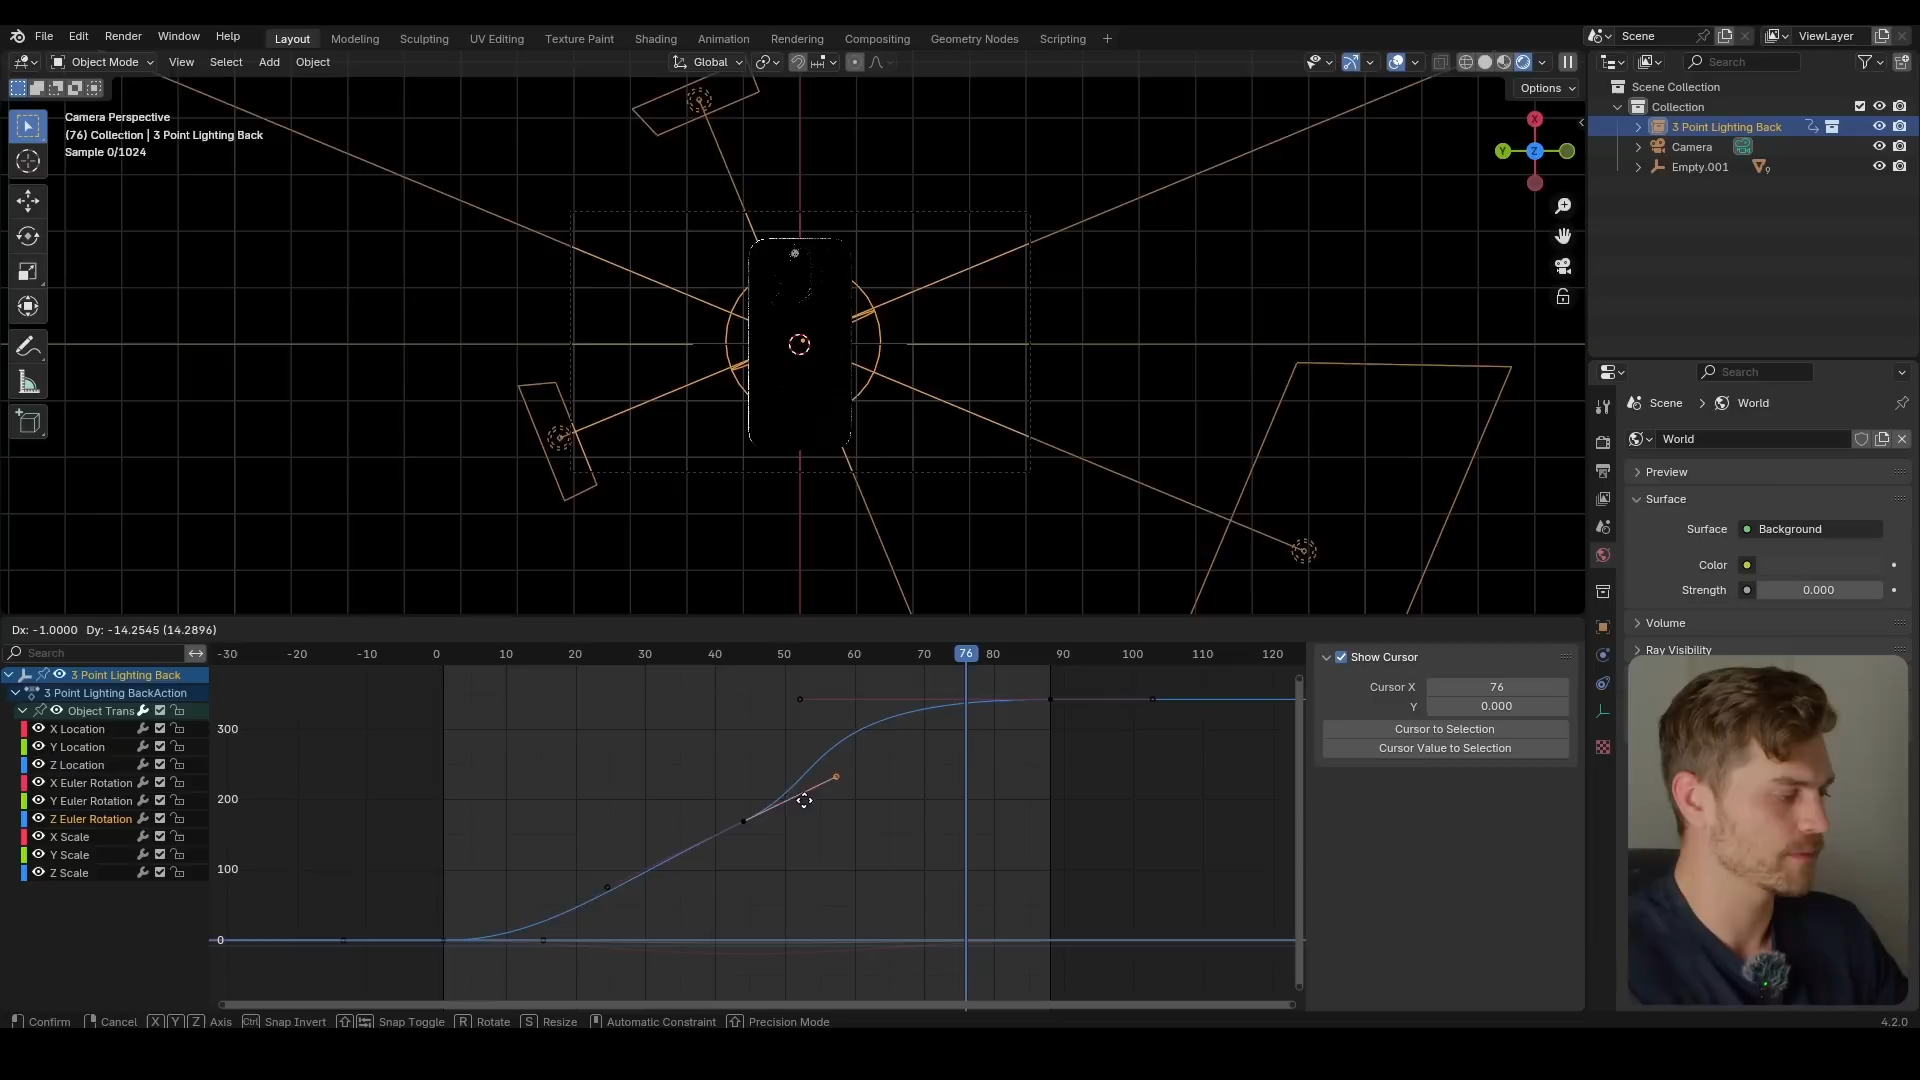 File Edit Render Window Help Layout Modeling Sculpting UV Editing Texture Paint Shading Animation Rendering Compositing Geometry Nodes Scripting + Scene ViewLayer
Object Mode View Select Add Object Global Search
Options
Scene Collection
Collection
3 Point Lighting Back
Camera
Empty.001 9
Camera Perspective
(76) Collection | 3 Point Lighting Back
Sample 0/1024
X
Y Z
Search
Scene > World
World
Preview
Surface
Surface Background
Color
Strength 0.000
Volume
Ray Visibility
Dx: -1.0000 Dy: -14.2545 (14.2896)
Search -30 -20 -10 0 10 20 30 40 50 60 70 76 80 90 100 110 120
3 Point Lighting Back
3 Point Lighting BackAction
Object Trans
X Location
Y Location
Z Location
X Euler Rotation
Y Euler Rotation
Z Euler Rotation
X Scale
Y Scale
Z Scale
300
200
100
0
Show Cursor
Cursor X 76
Y 0.000
Cursor to Selection
Cursor Value to Selection
Confirm Cancel X Y Z Axis Ctrl Snap Invert Snap Toggle R Rotate S Resize Automatic Constraint Precision Mode 4.2.0